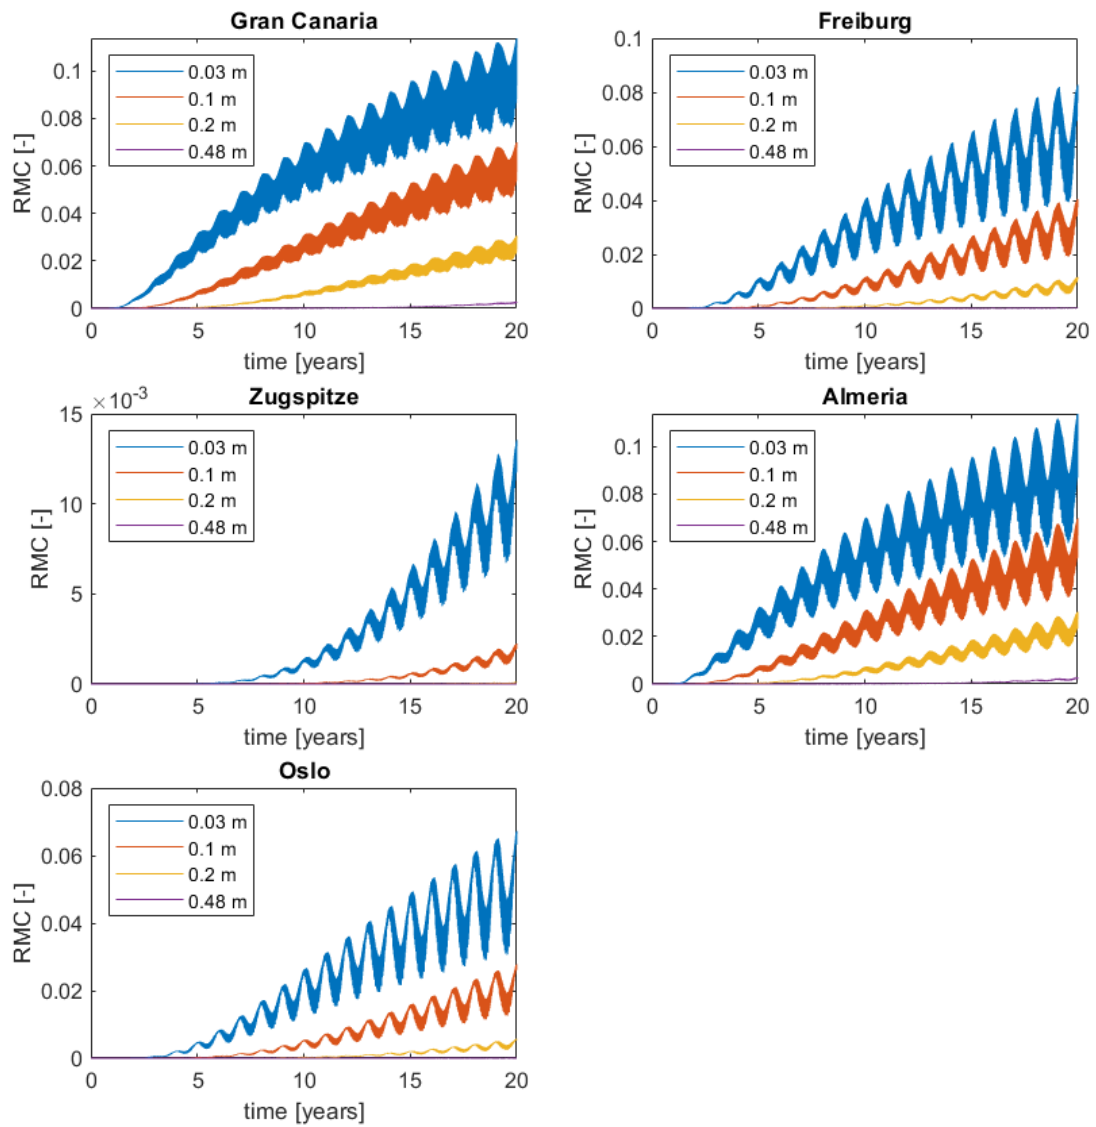 Gran Canaria
0.1
0.08
0.06
0.04
0.02
0
RMC [-]
0.03 m
0.1 m
0.2 m
0.48 m
0 5 10 15 20
time [years]
Freiburg
0.1
0.08
0.06
0.04
0.02
0
RMC [-]
0.03 m
0.1 m
0.2 m
0.48 m
0 5 10 15 20
time [years]
Zugspitze
×10⁻³
15
10
5
0
RMC [-]
0.03 m
0.1 m
0.2 m
0.48 m
0 5 10 15 20
time [years]
Almeria
0.1
0.08
0.06
0.04
0.02
0
RMC [-]
0.03 m
0.1 m
0.2 m
0.48 m
0 5 10 15 20
time [years]
Oslo
0.08
0.06
0.04
0.02
0
RMC [-]
0.03 m
0.1 m
0.2 m
0.48 m
0 5 10 15 20
time [years]